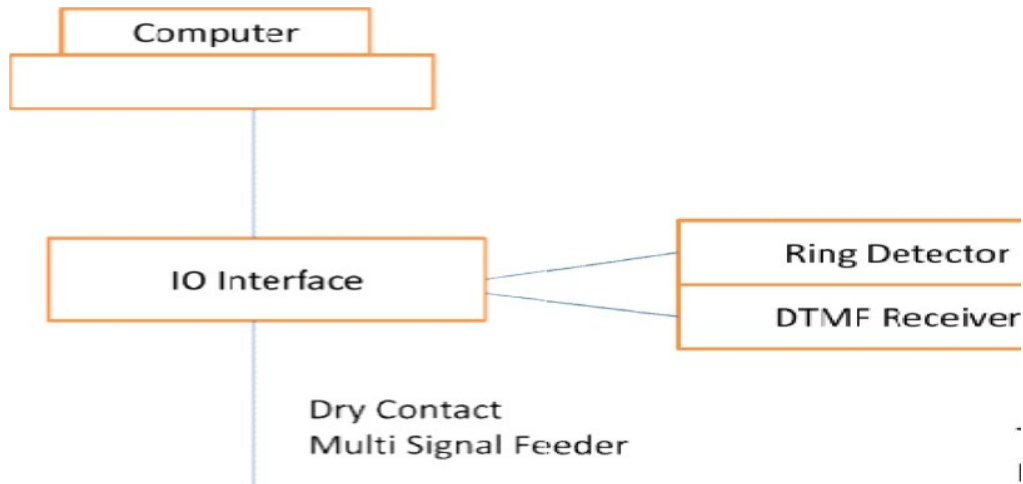 Computer
IO Interface
Ring Detector
DTMF Receiver
Dry Contact
Multi Signal Feeder